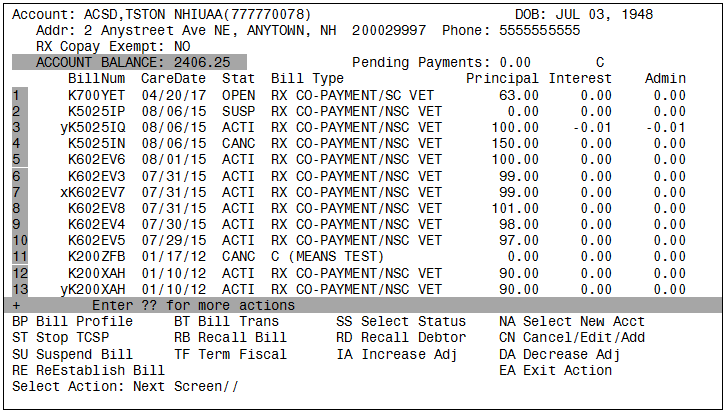 Account: ACSD,TSTON NHIUAA(777770078) DOB: JUL 03, 1948
Addr: 2 Anystreet Ave NE, ANYTOWN, NH 200029997 Phone: 5555555555
RX Copay Exempt: NO
ACCOUNT BALANCE: 2406.25 Pending Payments: 0.00 C
BillNum CareDate Stat Bill Type Principal Interest Admin
1 K700YET 04/20/17 OPEN RX CO-PAYMENT/SC VET 63.00 0.00 0.00
2 K5025IP 08/06/15 SUSP RX CO-PAYMENT/NSC VET 0.00 0.00 0.00
3 yK5025IQ 08/06/15 ACTI RX CO-PAYMENT/NSC VET 100.00 -0.01 -0.01
4 K5025IN 08/06/15 CANC RX CO-PAYMENT/NSC VET 150.00 0.00 0.00
5 K602EV6 08/01/15 ACTI RX CO-PAYMENT/NSC VET 100.00 0.00 0.00
6 K602EV3 07/31/15 ACTI RX CO-PAYMENT/NSC VET 99.00 0.00 0.00
7 xK602EV7 07/31/15 ACTI RX CO-PAYMENT/NSC VET 99.00 0.00 0.00
8 K602EV8 07/31/15 ACTI RX CO-PAYMENT/NSC VET 101.00 0.00 0.00
9 K602EV4 07/30/15 ACTI RX CO-PAYMENT/NSC VET 98.00 0.00 0.00
10 K602EV5 07/29/15 ACTI RX CO-PAYMENT/NSC VET 97.00 0.00 0.00
11 K200ZFB 01/17/12 CANC C (MEANS TEST) 0.00 0.00 0.00
12 K200XAH 01/10/12 ACTI RX CO-PAYMENT/NSC VET 90.00 0.00 0.00
13 yK200XAH 01/10/12 ACTI RX CO-PAYMENT/NSC VET 90.00 0.00 0.00
+ Enter ?? for more actions
BP Bill Profile BT Bill Trans SS Select Status NA Select New Acct
ST Stop TCSP RB Recall Bill RD Recall Debtor CN Cancel/Edit/Add
SU Suspend Bill TF Term Fiscal IA Increase Adj DA Decrease Adj
RE ReEstablish Bill EA Exit Action
Select Action: Next Screen//